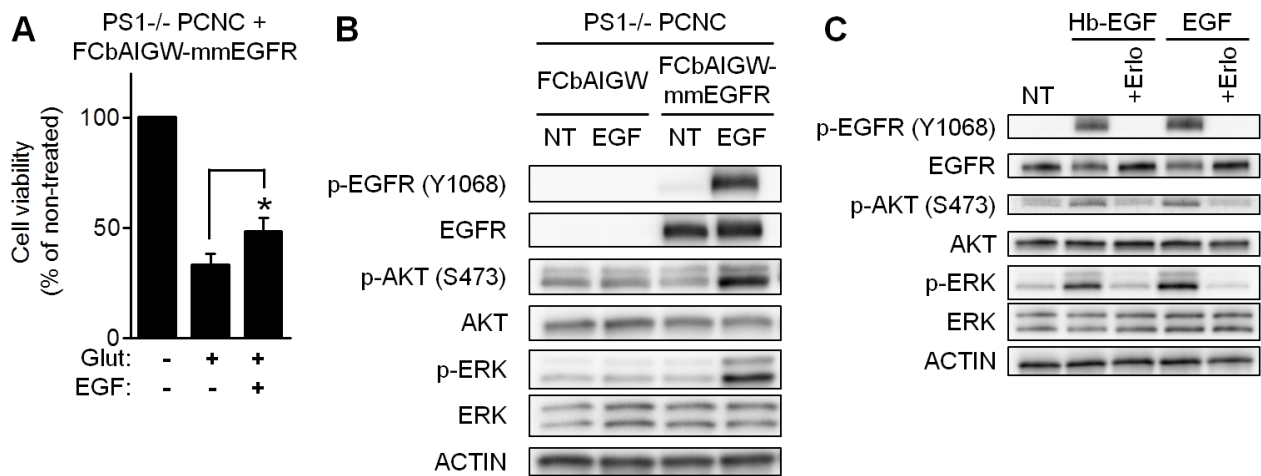 A
PS1-/- PCNC +
FCbAIGW-mmEGFR
Cell viability
(% of non-treated)
100
50
0
*
Glut: - + +
EGF: - - +
B
PS1-/- PCNC
FCbAIGW
FCbAIGW-
mmEGFR
NT EGF NT EGF
p-EGFR (Y1068)
EGFR
p-AKT (S473)
AKT
p-ERK
ERK
ACTIN
C
Hb-EGF EGF
NT +Erlo +Erlo
p-EGFR (Y1068)
EGFR
p-AKT (S473)
AKT
p-ERK
ERK
ACTIN